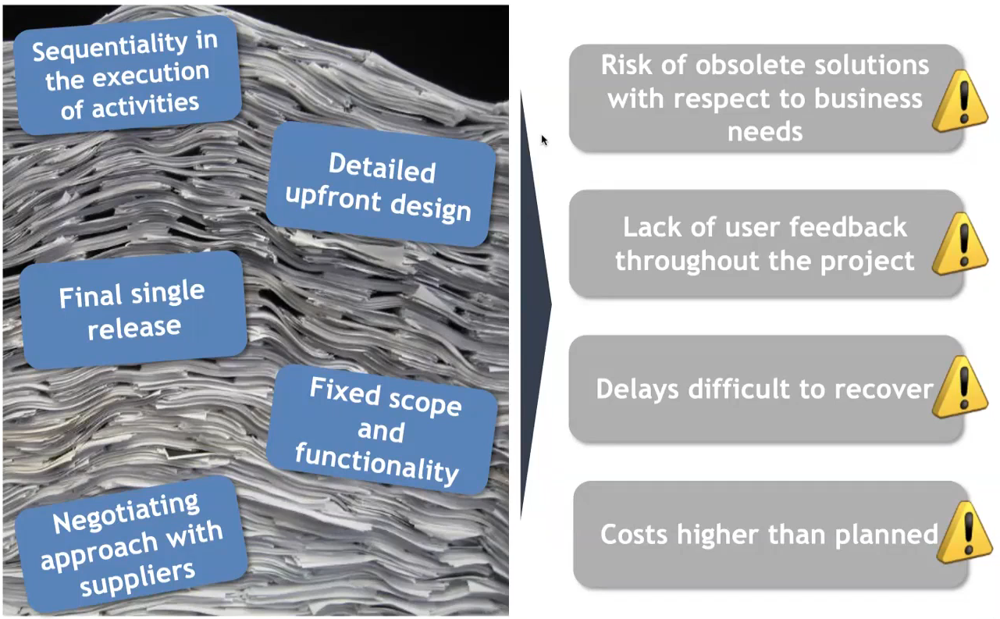 Sequentiality in
the execution
of activities
Detailed
upfront design
Final single
release
Fixed scope
and
functionality
Negotiating
approach with
suppliers
Risk of obsolete solutions
with respect to business
needs
Lack of user feedback
throughout the project
Delays difficult to recover
Costs higher than planned